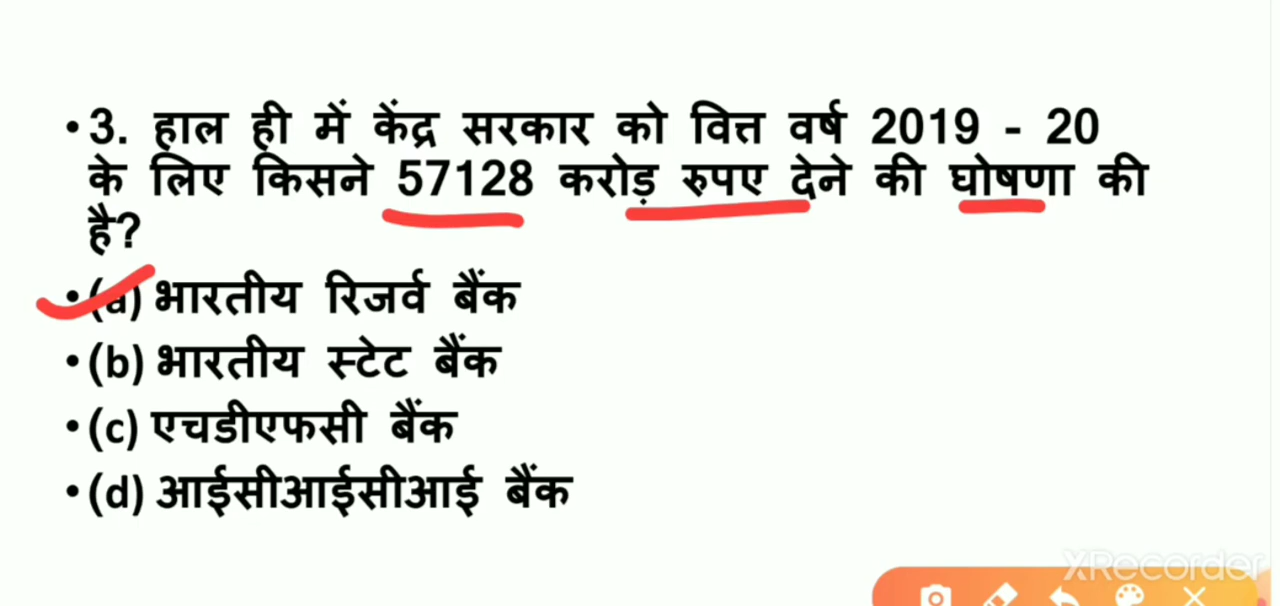 •3. हाल ही में केंद्र सरकार को वित्त वर्ष 2019 - 20
के लिए किसने 57128 करोड़ रुपए देने की घोषणा की
है?
•(a) भारतीय रिजर्व बैंक
•(b) भारतीय स्टेट बैंक
•(c) एचडीएफसी बैंक
•(d) आईसीआईसीआई बैंक
XRecorder